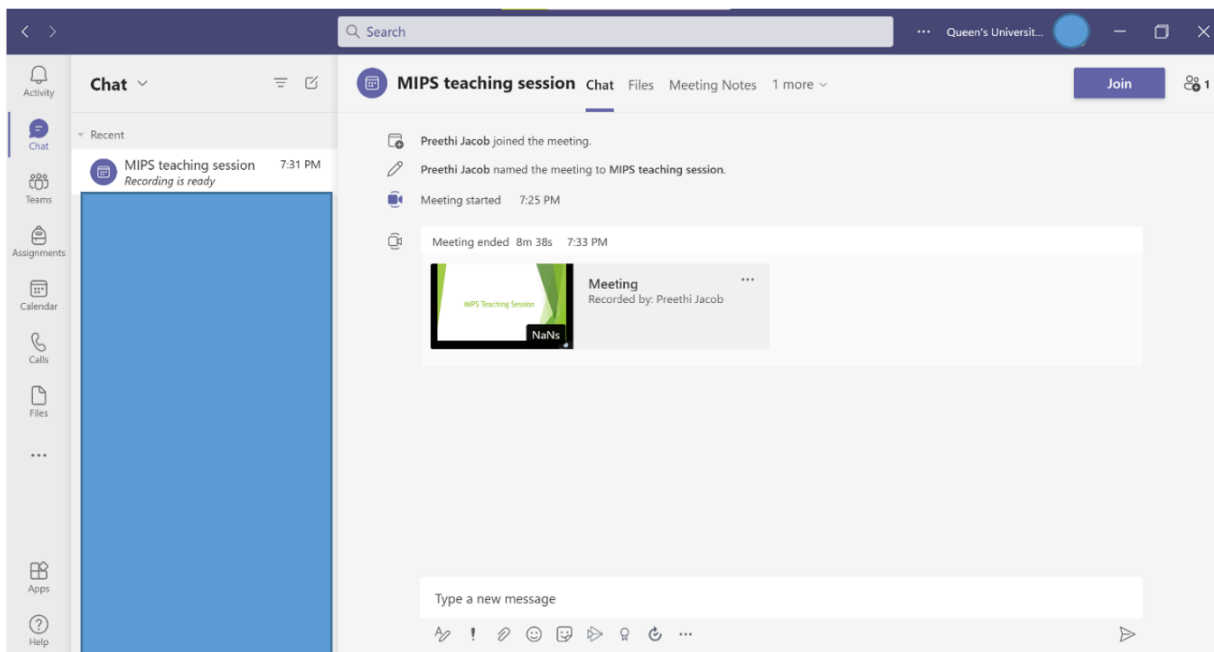 Search
Queen's Universit...
Activity
Chat
Teams
Assignments
Calendar
Calls
Files
Apps
Help
Chat
Recent
MIPS teaching session 7:31 PM
Recording is ready
MIPS teaching session Chat Files Meeting Notes 1 more
Join
1
Preethi Jacob joined the meeting.
Preethi Jacob named the meeting to MIPS teaching session.
Meeting started 7:25 PM
Meeting ended 8m 38s 7:33 PM
MIPS Teaching Session
NaNs
Meeting
Recorded by: Preethi Jacob
Type a new message